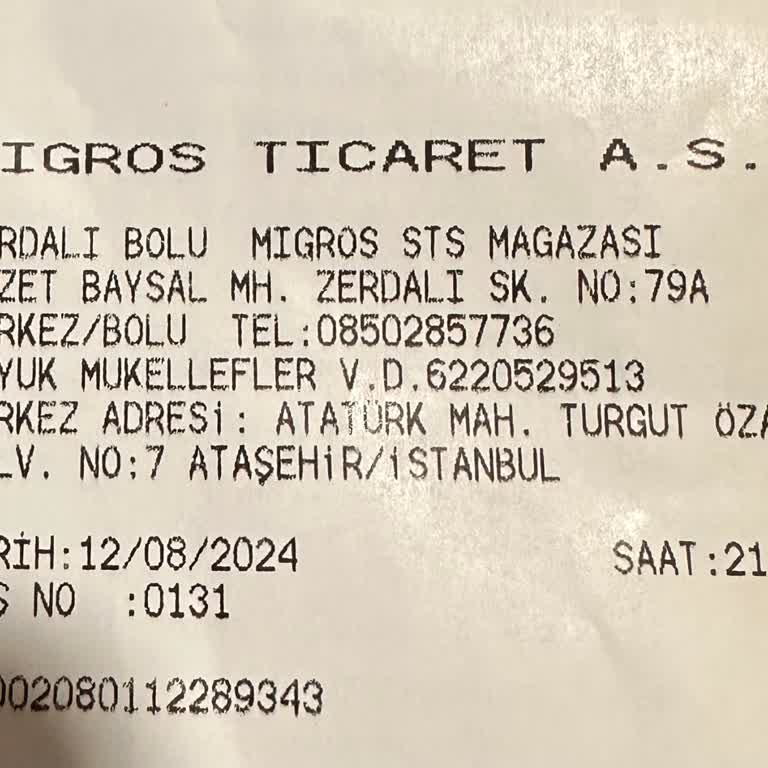 IGROS TICARET A.S.
RDALI BOLU MIGROS STS MAGAZASI
ZET BAYSAL MH. ZERDALI SK. NO:79A
RKEZ/BOLU TEL:08502857736
YUK MUKELLEFLER V.D.6220529513
RKEZ ADRESİ: ATATÜRK MAH. TURGUT ÖZA
LV. NO:7 ATAŞEHİR/İSTANBUL
RİH:12/08/2024 SAAT:21
Ş NO :0131
002080112289343